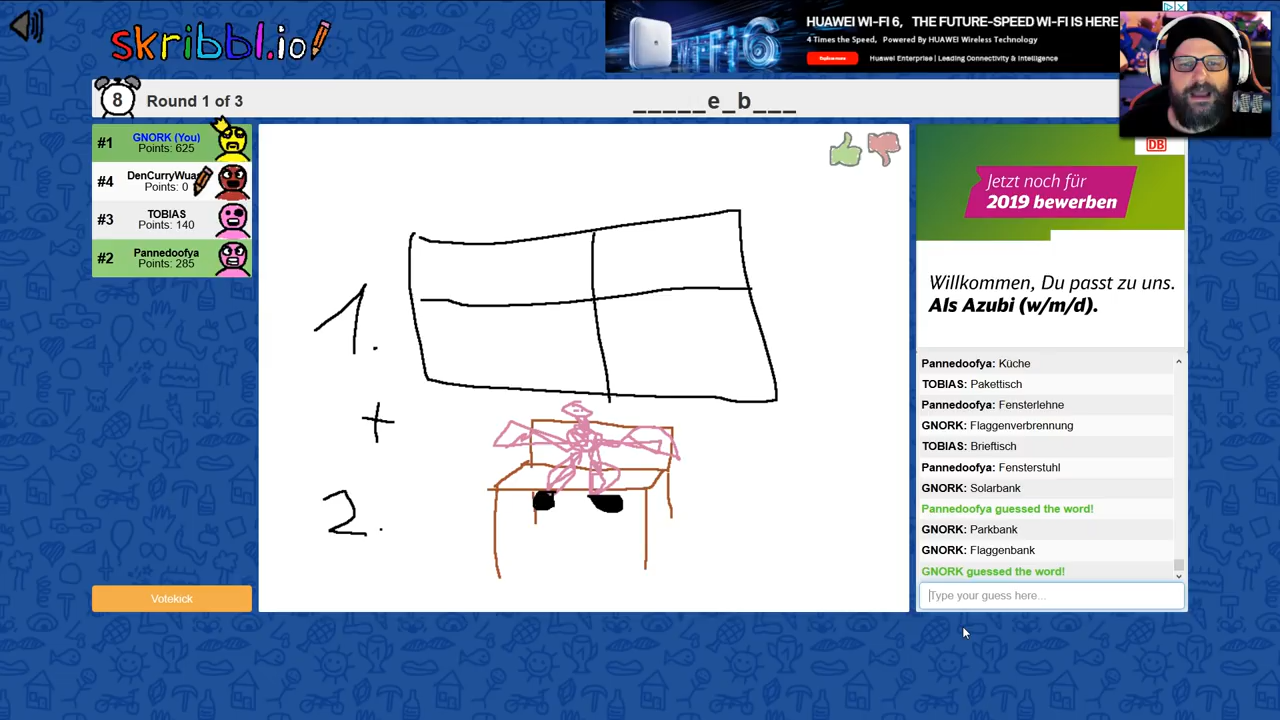 skribbl.io
HUAWEI WI-FI 6, THE FUTURE-SPEED WI-FI IS HERE
4 Times the Speed, Powered By HUAWEI Wireless Technology
Huawei Enterprise | Leading Connectivity & Intelligence
8
Round 1 of 3
_____e_b___
#1
GNORK (You)
Points: 625
#4
DenCurryWua
Points: 0
#3
TOBIAS
Points: 140
#2
Pannedoofya
Points: 285
Votekick
1.
+
2.
DB
Jetzt noch für
2019 bewerben
Willkommen, Du passt zu uns.
Als Azubi (w/m/d).
Pannedoofya: Küche
TOBIAS: Pakettisch
Pannedoofya: Fensterlehne
GNORK: Flaggenverbrennung
TOBIAS: Brieftisch
Pannedoofya: Fensterstuhl
GNORK: Solarbank
Pannedoofya guessed the word!
GNORK: Parkbank
GNORK: Flaggenbank
GNORK guessed the word!
Type your guess here...